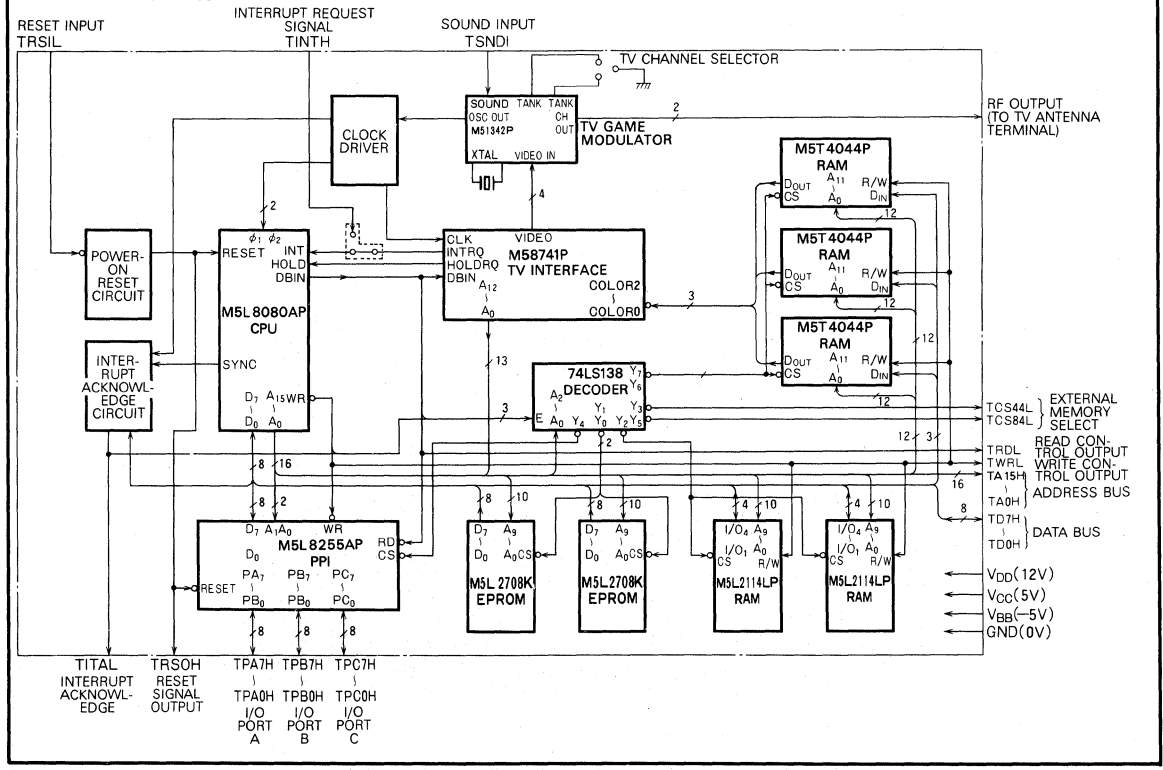 RESET INPUT
TRSIL
INTERRUPT REQUEST
SIGNAL
TINTH
SOUND INPUT
TSNDI
TV CHANNEL SELECTOR
SOUND TANK TANK
OSC OUT CH
OUT
M51342P
XTAL VIDEO IN
TV GAME
MODULATOR
2
RF OUTPUT
(TO TV ANTENNA
TERMINAL)
CLOCK
DRIVER
2
4
M5T4044P
RAM
A11
≀
A0
DOUT
CS
R/W
DIN
12
M5T4044P
RAM
A11
≀
A0
DOUT
CS
R/W
DIN
12
M5T4044P
RAM
A11
≀
A0
DOUT
CS
R/W
DIN
12
12
12
3
POWER-
ON
RESET
CIRCUIT
φ1 φ2
RESET INT
HOLD
DBIN
M5L8080AP
CPU
SYNC
D7 A15 WR
≀ ≀
D0 A0
VIDEO
CLK
INTRQ
HOLDRQ
DBIN
M58741P
TV INTERFACE
A12
≀
A0
COLOR2
≀
COLOR0
3
13
INTER-
RUPT
ACKNOWL-
EDGE
CIRCUIT
74LS138
DECODER
Y7
Y6
Y3
Y5
A2
≀
A0
E
Y4 Y1
Y0 Y2
3
2
TCS44L
TCS84L
EXTERNAL
MEMORY
SELECT
TRDL READ CON-
TROL OUTPUT
TWRL WRITE CON-
TROL OUTPUT
16
TA15H
≀
TA0H
ADDRESS BUS
8
TD7H
≀
TD0H
DATA BUS
8 16
8 2
D7 A1A0 WR
≀
D0
M5L8255AP
PPI
RD
CS
RESET
PA7 PB7 PC7
≀ ≀ ≀
PB0 PB0 PC0
8 8 8
8 10
D7 A9
≀ ≀
D0 A0 CS
M5L2708K
EPROM
8 10
D7 A9
≀ ≀
D0 A0 CS
M5L2708K
EPROM
4 10
I/O4 A9
≀ ≀
I/O1 A0
CS R/W
M5L2114LP
RAM
4 10
I/O4 A9
≀ ≀
I/O1 A0
CS R/W
M5L2114LP
RAM
VDD(12V)
VCC(5V)
VBB(−5V)
GND(0V)
TITAL
INTERRUPT
ACKNOWL-
EDGE
TRSOH
RESET
SIGNAL
OUTPUT
TPA7H
≀
TPA0H
I/O
PORT
A
TPB7H
≀
TPB0H
I/O
PORT
B
TPC7H
≀
TPC0H
I/O
PORT
C